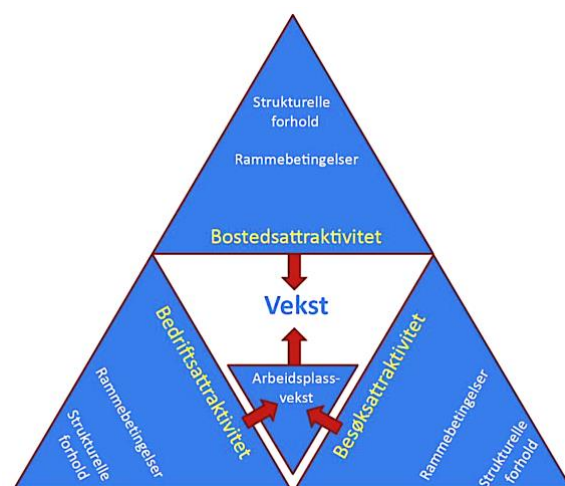 Strukturelle
forhold
Rammebetingelser
Bostedsattraktivitet
Vekst
Arbeidsplass-
vekst
Bedriftsattraktivitet
Rammebetingelser
Strukturelle
forhold
Besøksattraktivitet
Rammebetingelser
Strukturelle
forhold